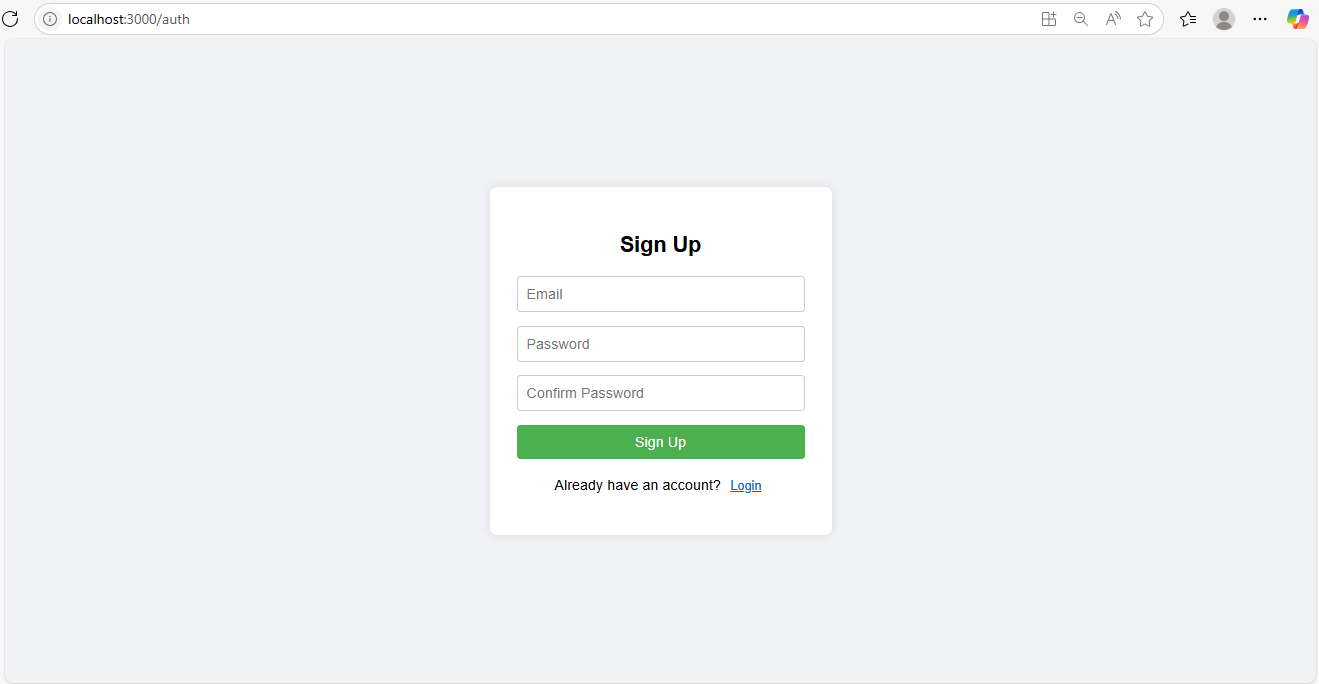 localhost:3000/auth
Sign Up
Email
Password
Confirm Password
Sign Up
Already have an account? Login